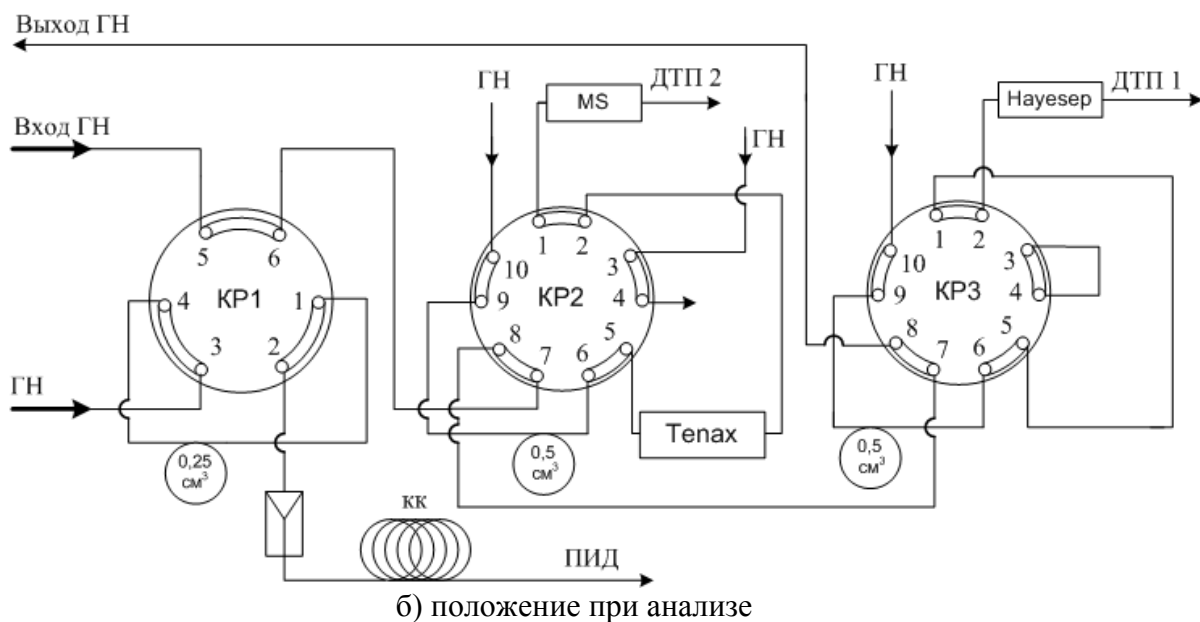 Выход ГН
Вход ГН
ГН
5
6
4
1
КР1
3
2
0,25
см³
кк
ПИД
ГН
MS
ДТП 2
ГН
1
2
10
3
КР2
9
4
8
5
7
6
0,5
см³
Tenax
ГН
Hayesep
ДТП 1
1
2
10
3
КР3
9
4
8
5
7
6
0,5
см³
б) положение при анализе